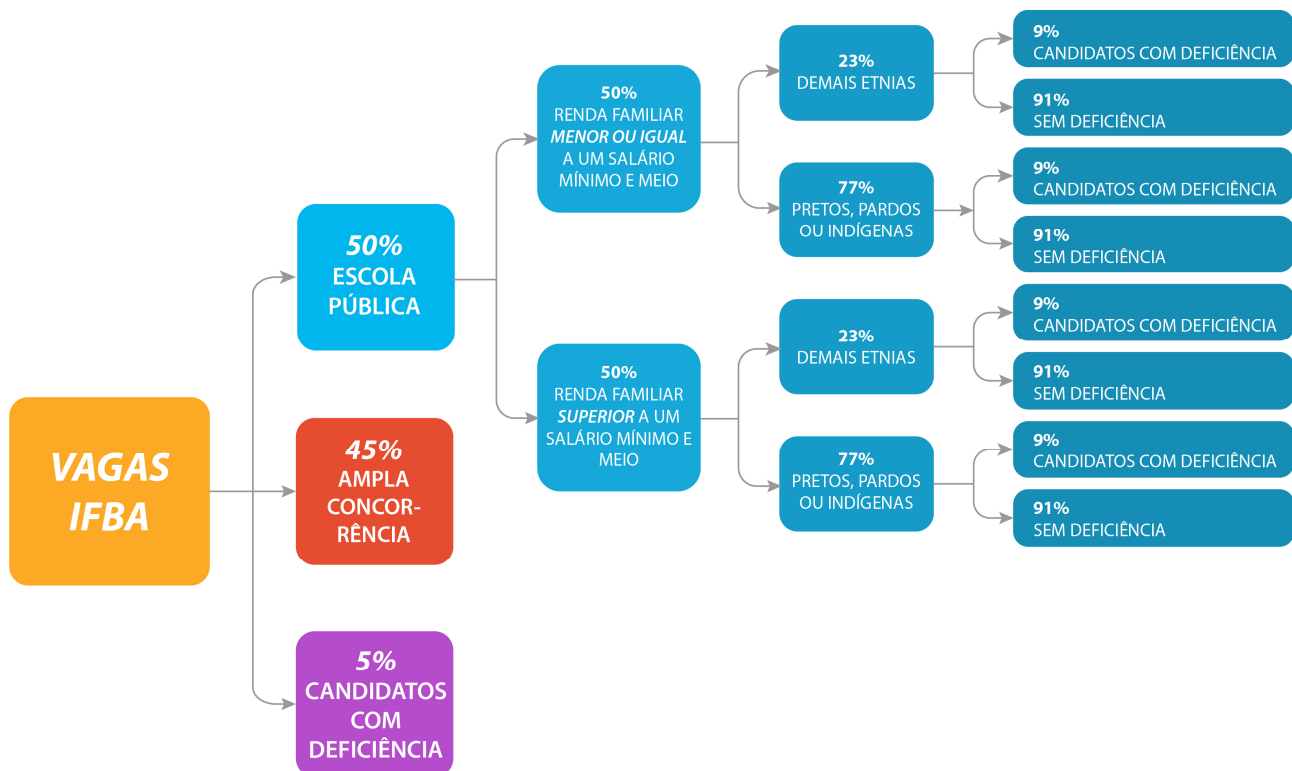 VAGAS
IFBA
50%
ESCOLA
PÚBLICA
45%
AMPLA
CONCOR-
RÊNCIA
5%
CANDIDATOS
COM
DEFICIÊNCIA
50%
RENDA FAMILIAR
MENOR OU IGUAL
A UM SALÁRIO
MÍNIMO E MEIO
50%
RENDA FAMILIAR
SUPERIOR A UM
SALÁRIO MÍNIMO E
MEIO
23%
DEMAIS ETNIAS
77%
PRETOS, PARDOS
OU INDÍGENAS
23%
DEMAIS ETNIAS
77%
PRETOS, PARDOS
OU INDÍGENAS
9%
CANDIDATOS COM DEFICIÊNCIA
91%
SEM DEFICIÊNCIA
9%
CANDIDATOS COM DEFICIÊNCIA
91%
SEM DEFICIÊNCIA
9%
CANDIDATOS COM DEFICIÊNCIA
91%
SEM DEFICIÊNCIA
9%
CANDIDATOS COM DEFICIÊNCIA
91%
SEM DEFICIÊNCIA